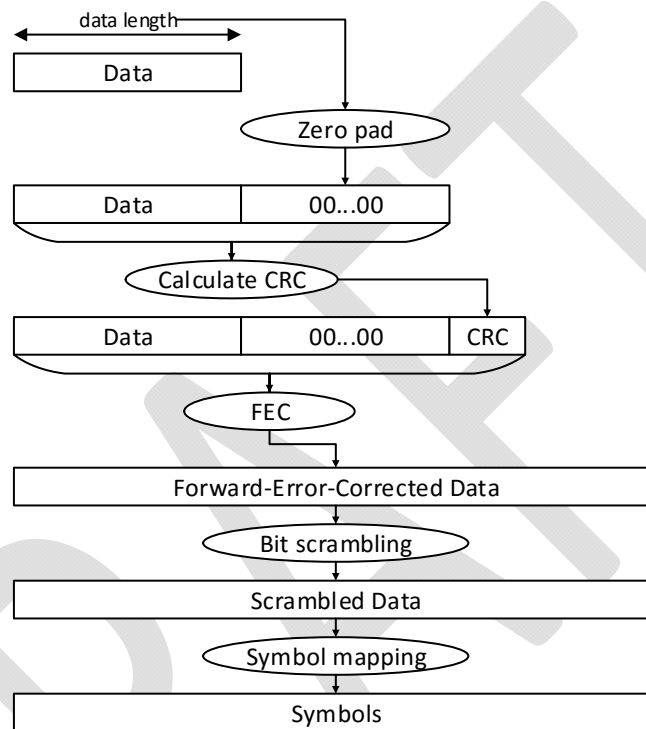 data length
Data
Zero pad
Data 00...00
Calculate CRC
Data 00...00 CRC
FEC
Forward-Error-Corrected Data
Bit scrambling
Scrambled Data
Symbol mapping
Symbols
DRAFT